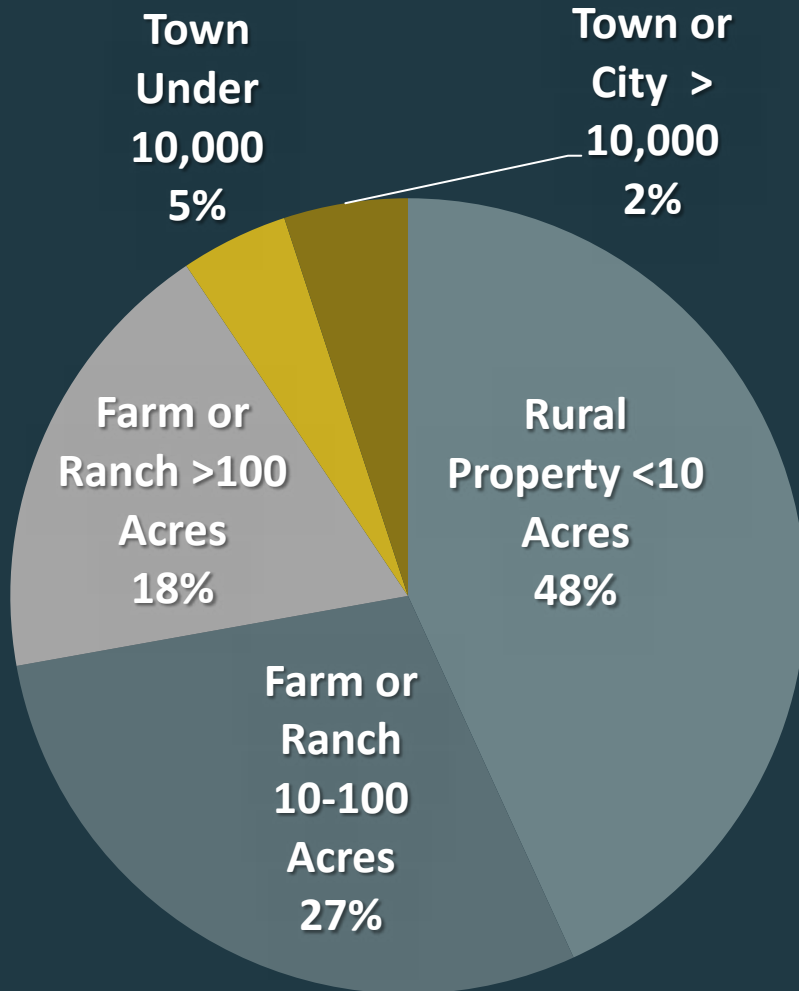 Town
Under
10,000
5%
Town or
City >
10,000
2%
Farm or
Ranch >100
Acres
18%
Rural
Property <10
Acres
48%
Farm or
Ranch
10-100
Acres
27%